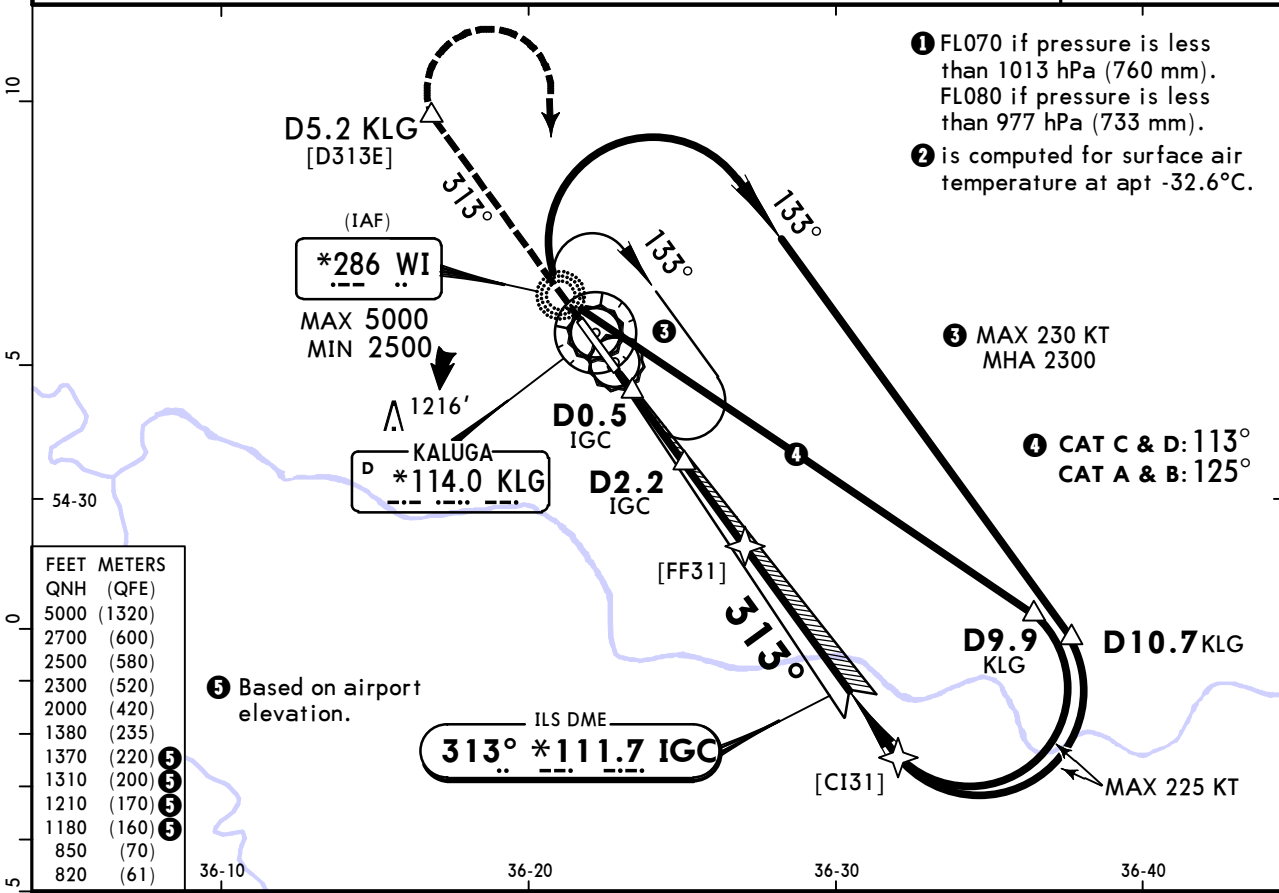 ❶ FL070 if pressure is less
than 1013 hPa (760 mm).
FL080 if pressure is less
than 977 hPa (733 mm).
❷ is computed for surface air
temperature at apt -32.6°C.
10
D5.2 KLG
[D313E]
313°
133°
(IAF)
*286 WI
133°
MAX 5000
MIN 2500
❸
❸ MAX 230 KT
MHA 2300
5
1216'
D0.5
IGC
KALUGA
D *114.0 KLG
❹
❹ CAT C & D: 113°
CAT A & B: 125°
D2.2
IGC
54-30
[FF31]
313°
FEET METERS
QNH (QFE)
5000 (1320)
2700 (600)
2500 (580)
2300 (520)
2000 (420)
1380 (235)
1370 (220) ❺
1310 (200) ❺
1210 (170) ❺
1180 (160) ❺
850 (70)
820 (61)
0
D9.9
KLG
D10.7 KLG
❺ Based on airport
elevation.
ILS DME
313° *111.7 IGC
[CI31]
MAX 225 KT
5
36-10
36-20
36-30
36-40